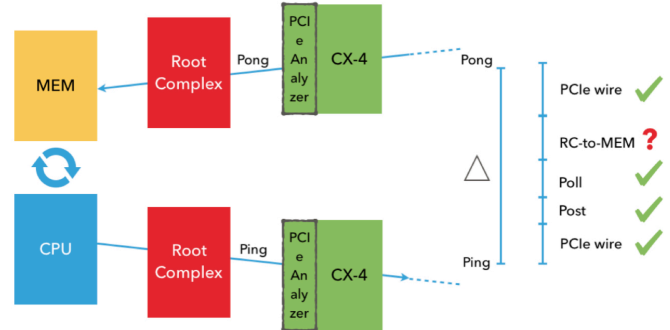 MEM
Root
Complex
Pong
PCI
e
An
aly
zer
CX-4
Pong
PCIe wire
RC-to-MEM ?
Poll
Post
PCIe wire
Ping
CPU
Root
Complex
Ping
PCI
e
An
aly
zer
CX-4